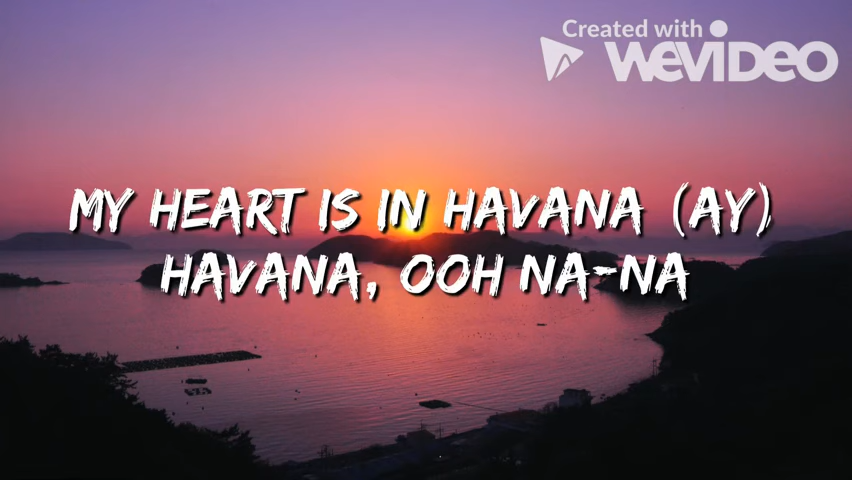 Created with
WEVIDEO
MY HEART IS IN HAVANA (AY)
HAVANA, OOH NA-NA